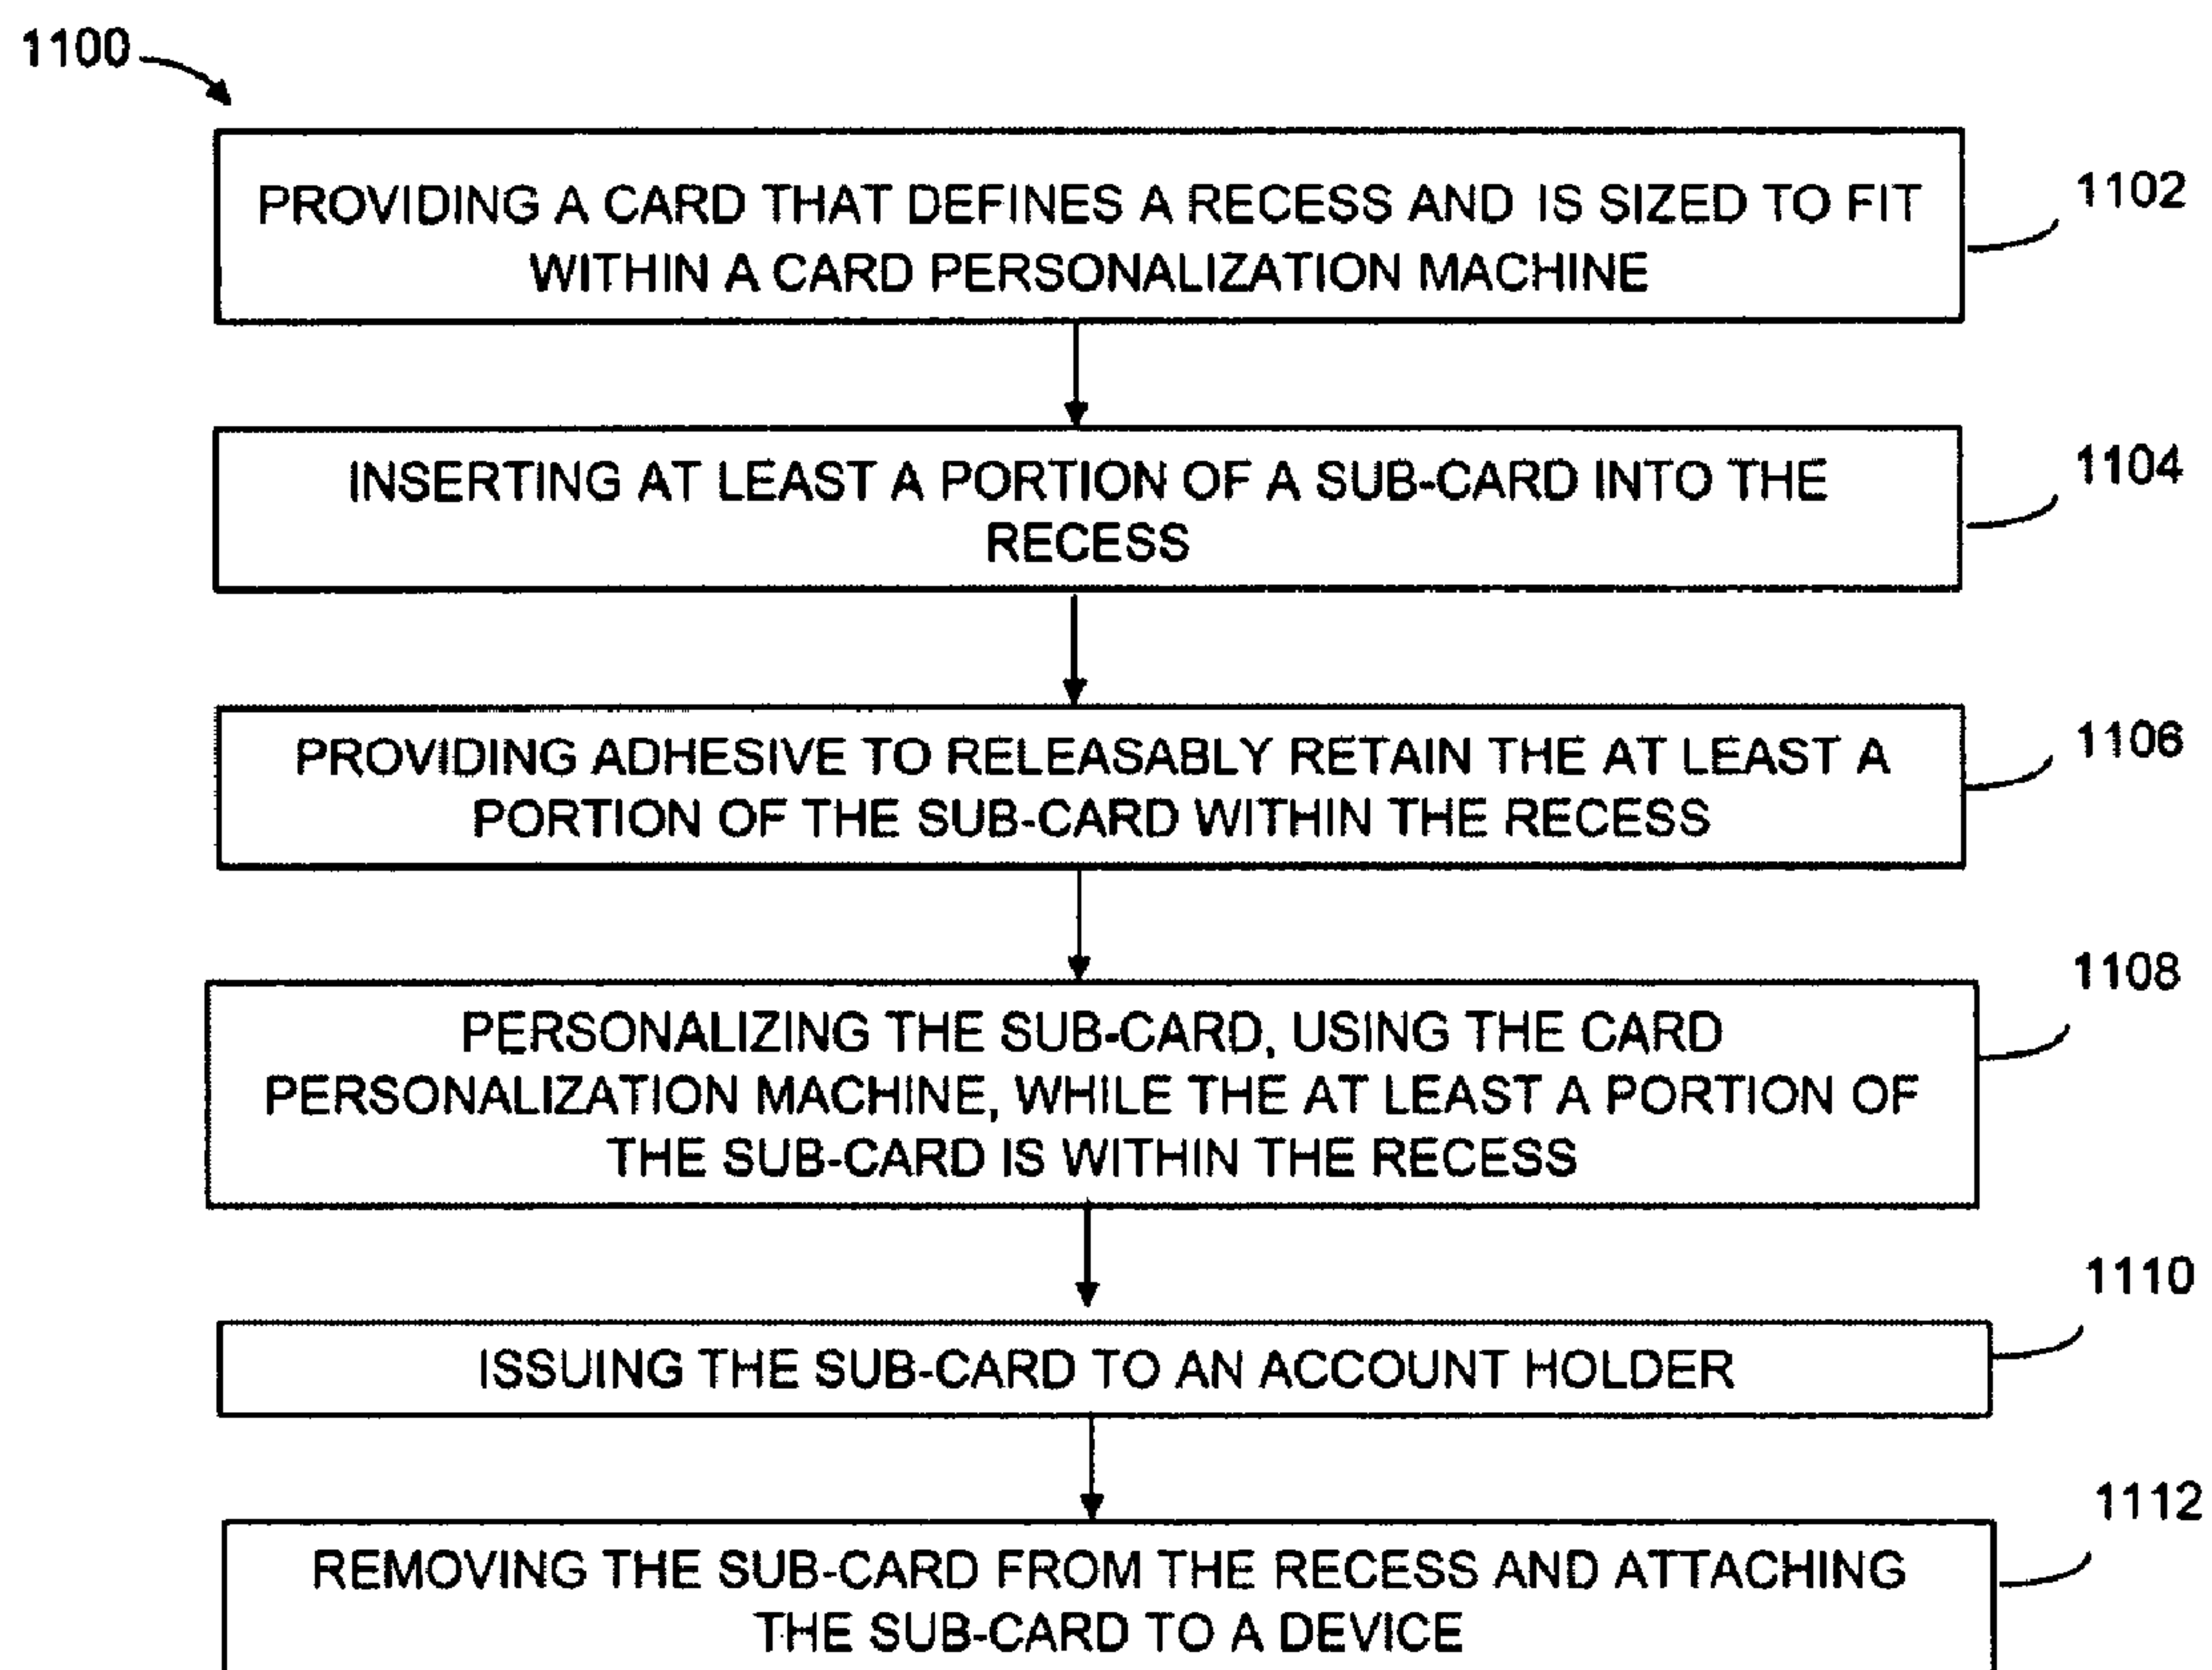 1100
PROVIDING A CARD THAT DEFINES A RECESS AND IS SIZED TO FIT
WITHIN A CARD PERSONALIZATION MACHINE
1102
INSERTING AT LEAST A PORTION OF A SUB-CARD INTO THE
RECESS
1104
PROVIDING ADHESIVE TO RELEASABLY RETAIN THE AT LEAST A
PORTION OF THE SUB-CARD WITHIN THE RECESS
1106
PERSONALIZING THE SUB-CARD, USING THE CARD
PERSONALIZATION MACHINE, WHILE THE AT LEAST A PORTION OF
THE SUB-CARD IS WITHIN THE RECESS
1108
ISSUING THE SUB-CARD TO AN ACCOUNT HOLDER
1110
REMOVING THE SUB-CARD FROM THE RECESS AND ATTACHING
THE SUB-CARD TO A DEVICE
1112